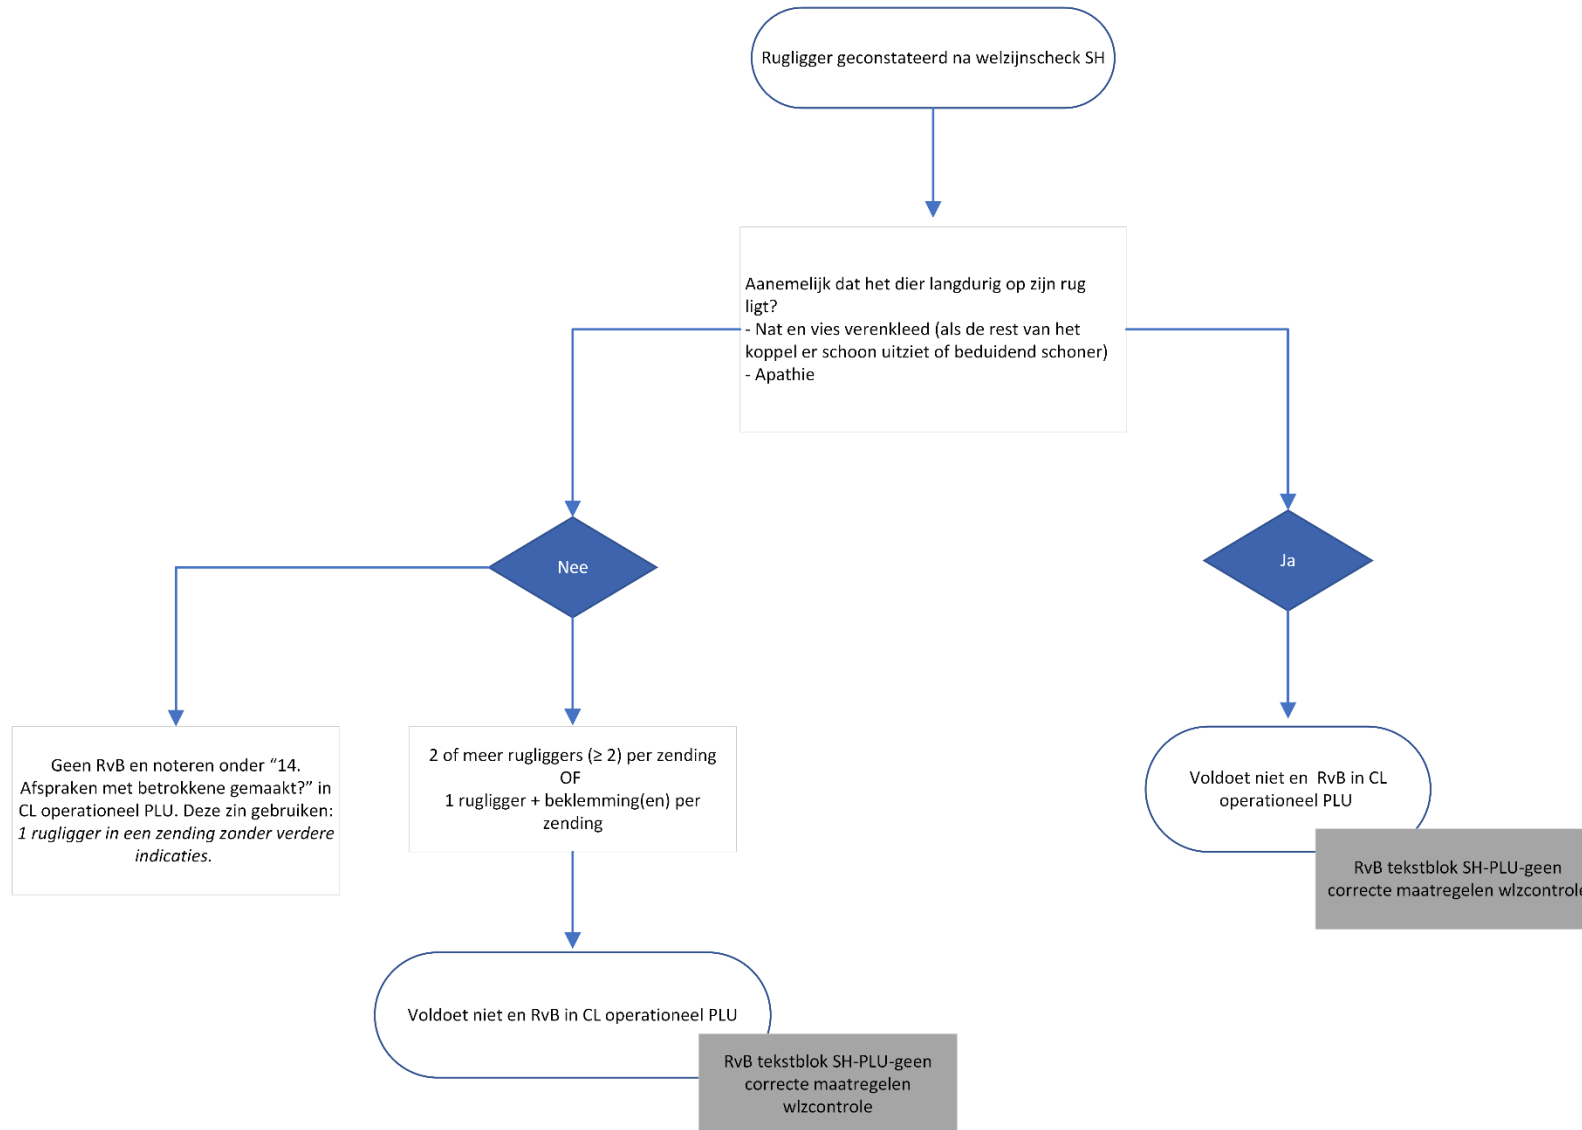 Rugligger geconstateerd na welzijnscheck SH
Aanemelijk dat het dier langdurig op zijn rug
ligt?
- Nat en vies verenkleed (als de rest van het
koppel er schoon uitziet of beduidend schoner)
- Apathie
Nee
Ja
Geen RvB en noteren onder “14.
Afspraken met betrokkene gemaakt?” in
CL operationeel PLU. Deze zin gebruiken:
1 rugligger in een zending zonder verdere
indicaties.
2 of meer rugliggers (≥ 2) per zending
OF
1 rugligger + beklemming(en) per
zending
Voldoet niet en  RvB in CL
operationeel PLU
RvB tekstblok SH-PLU-geen
correcte maatregelen wlzcontrole
Voldoet niet en RvB in CL operationeel PLU
RvB tekstblok SH-PLU-geen
correcte maatregelen
wlzcontrole